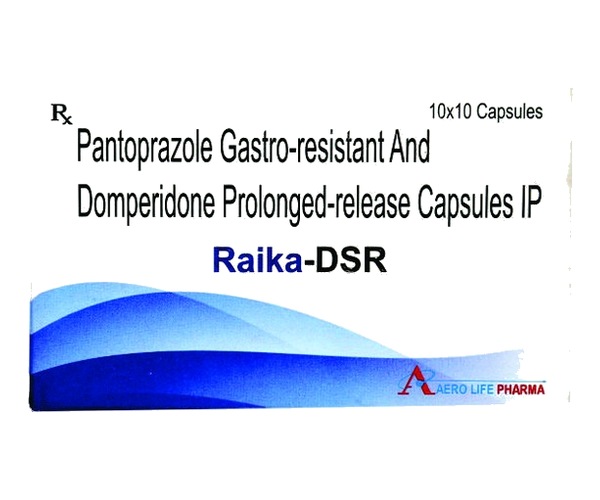 Rx
10x10 Capsules
Pantoprazole Gastro-resistant And
Domperidone Prolonged-release Capsules IP
Raika-DSR
AERO LIFE PHARMA